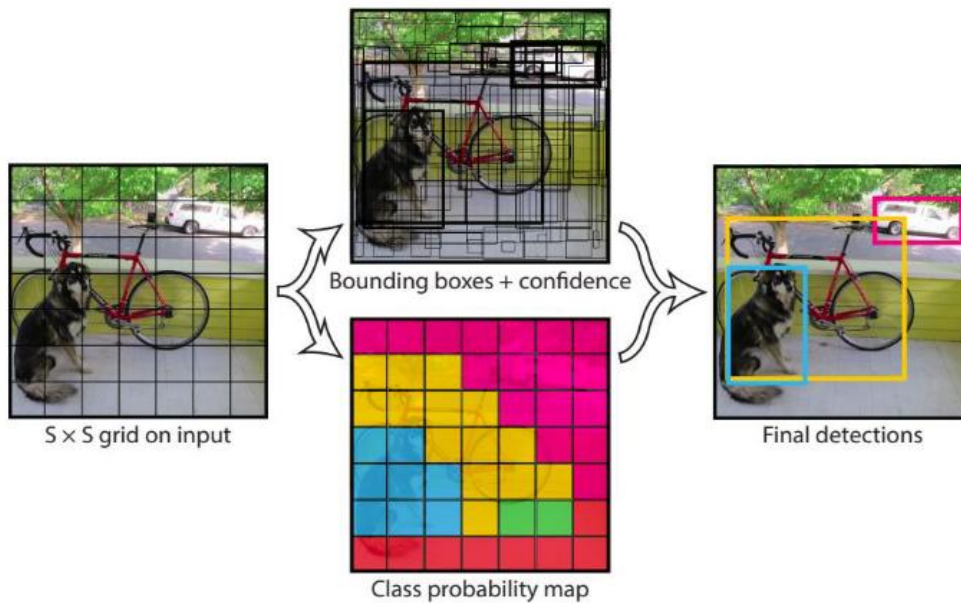 S × S grid on input
Bounding boxes + confidence
Class probability map
Final detections